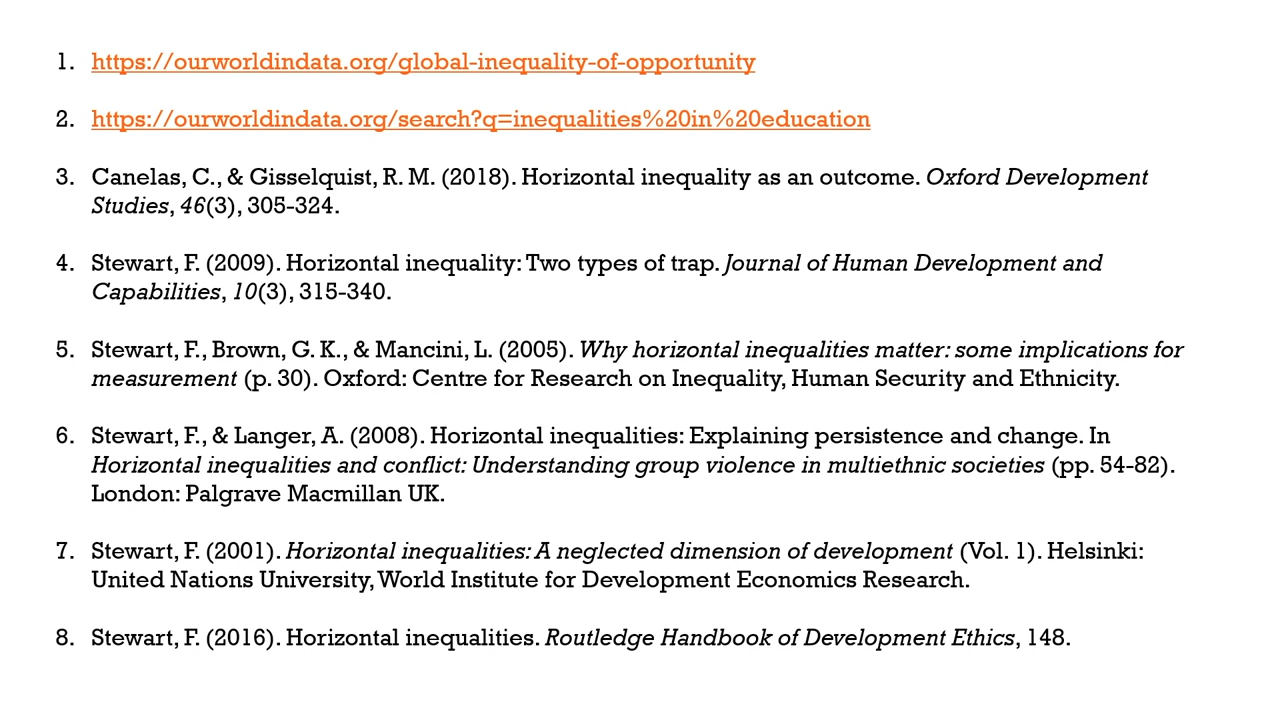 1. https://ourworldindata.org/global-inequality-of-opportunity
2. https://ourworldindata.org/search?q=inequalities%20in%20education
3. Canelas, C., & Gisselquist, R. M. (2018). Horizontal inequality as an outcome. Oxford Development
Studies, 46(3), 305-324.
4. Stewart, F. (2009). Horizontal inequality: Two types of trap. Journal of Human Development and
Capabilities, 10(3), 315-340.
5. Stewart, F., Brown, G. K., & Mancini, L. (2005). Why horizontal inequalities matter: some implications for
measurement (p. 30). Oxford: Centre for Research on Inequality, Human Security and Ethnicity.
6. Stewart, F., & Langer, A. (2008). Horizontal inequalities: Explaining persistence and change. In
Horizontal inequalities and conflict: Understanding group violence in multiethnic societies (pp. 54-82).
London: Palgrave Macmillan UK.
7. Stewart, F. (2001). Horizontal inequalities: A neglected dimension of development (Vol. 1). Helsinki:
United Nations University, World Institute for Development Economics Research.
8. Stewart, F. (2016). Horizontal inequalities. Routledge Handbook of Development Ethics, 148.